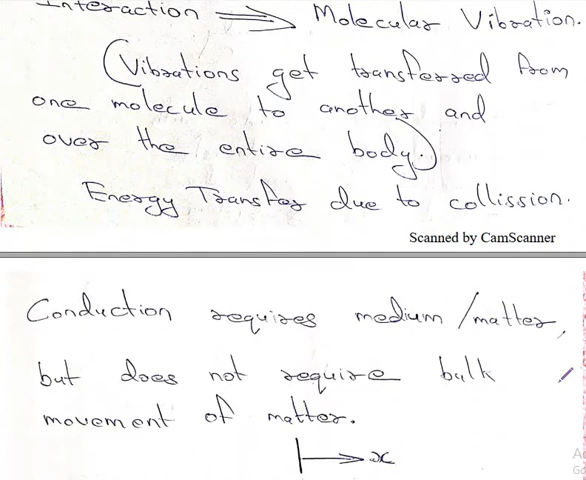 Interaction ⟹ Molecular Vibration.
(Vibrations get transferred from
one molecule to another and
over the entire body.)
Energy Transfer due to collission.
Scanned by CamScanner
Conduction requires medium/matter,
but does not require bulk
movement of matter.
x